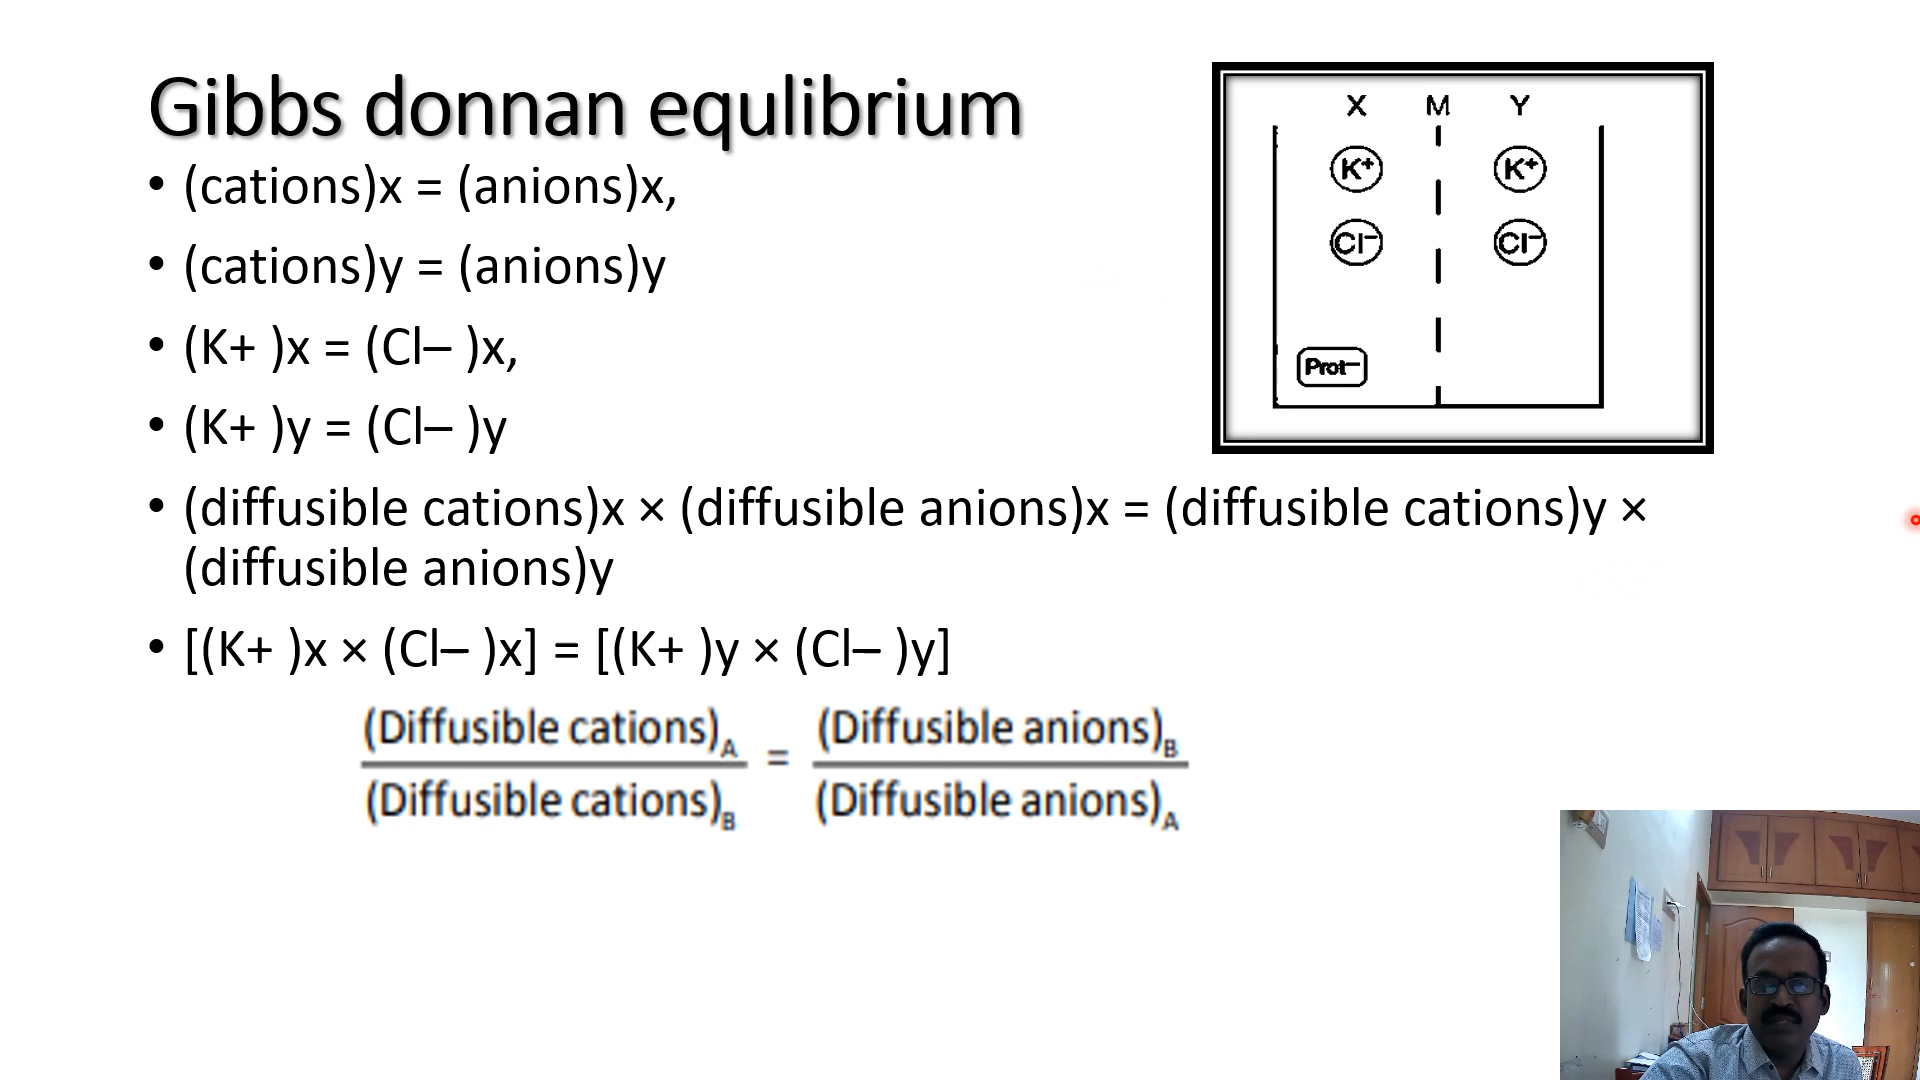 Gibbs donnan equlibrium
• (cations)x = (anions)x,
• (cations)y = (anions)y
• (K+ )x = (Cl– )x,
• (K+ )y = (Cl– )y
• (diffusible cations)x × (diffusible anions)x = (diffusible cations)y ×
(diffusible anions)y
• [(K+ )x × (Cl– )x] = [(K+ )y × (Cl– )y]
(Diffusible cations)A = (Diffusible anions)B
(Diffusible cations)B (Diffusible anions)A
X M Y
K+ K+
Cl– Cl–
Prot–